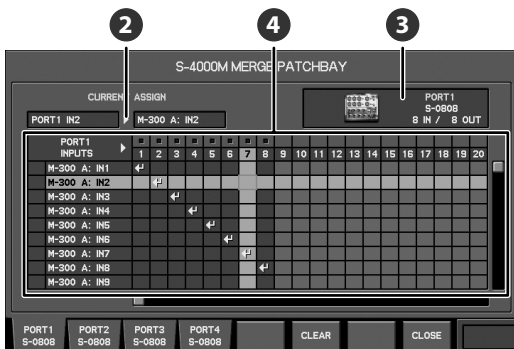 2 4 3
S-4000M MERGE PATCHBAY
CURRENT ASSIGN
PORT1 IN2 M-300 A: IN2
PORT1
S-0808
8 IN / 8 OUT
PORT1
INPUTS 1 2 3 4 5 6 7 8 9 10 11 12 13 14 15 16 17 18 19 20
M-300 A: IN1
M-300 A: IN2
M-300 A: IN3
M-300 A: IN4
M-300 A: IN5
M-300 A: IN6
M-300 A: IN7
M-300 A: IN8
M-300 A: IN9
PORT1 PORT2 PORT3 PORT4
S-0808 S-0808 S-0808 S-0808 CLEAR CLOSE